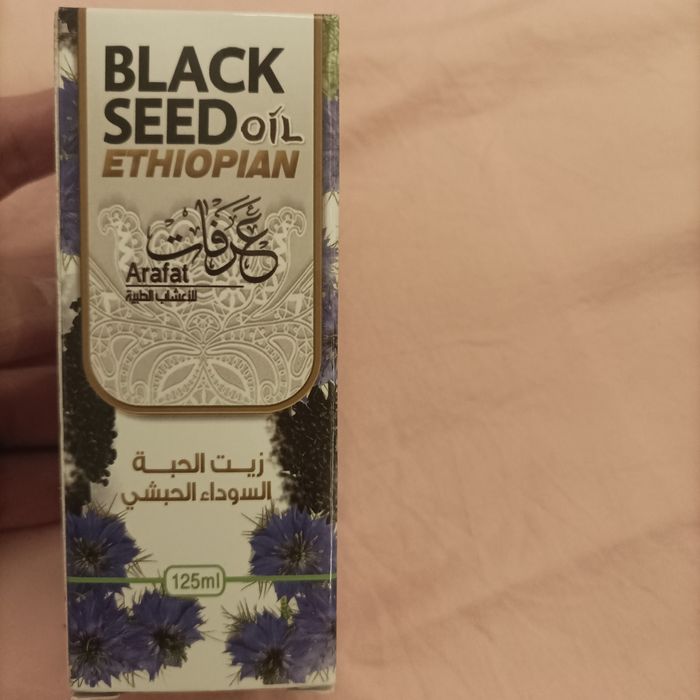 BLACK
SEED OIL
ETHIOPIAN
عرفات
Arafat
للأعشاب الطبية
زيت الحبة
السوداء الحبشي
125ml